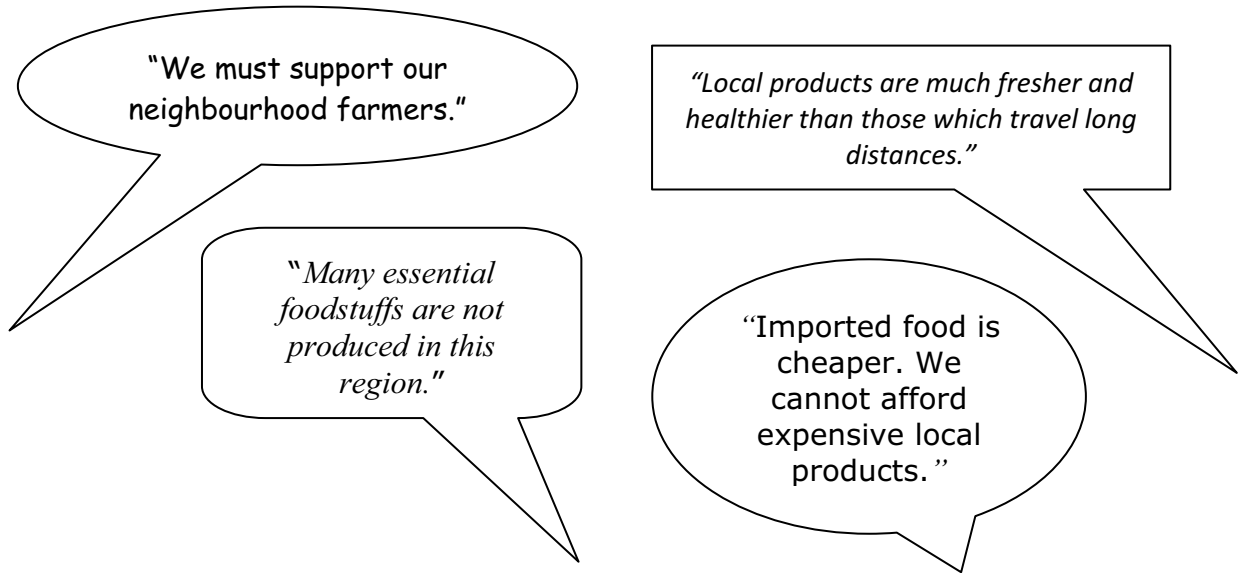 "We must support our
neighbourhood farmers."
“Local products are much fresher and
healthier than those which travel long
distances.”
"Many essential
foodstuffs are not
produced in this
region."
“Imported food is
cheaper. We
cannot afford
expensive local
products.”